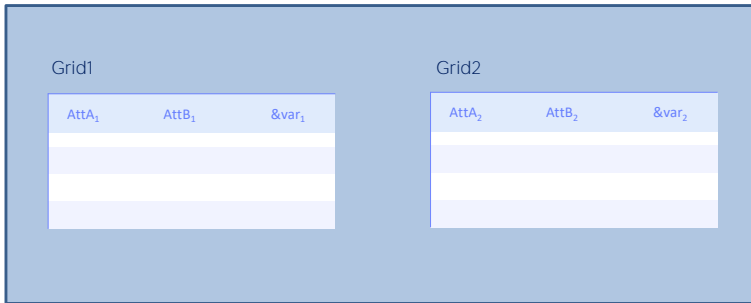 Grid1
AttA₁ AttB₁ &var₁
Grid2
AttA₂ AttB₂ &var₂